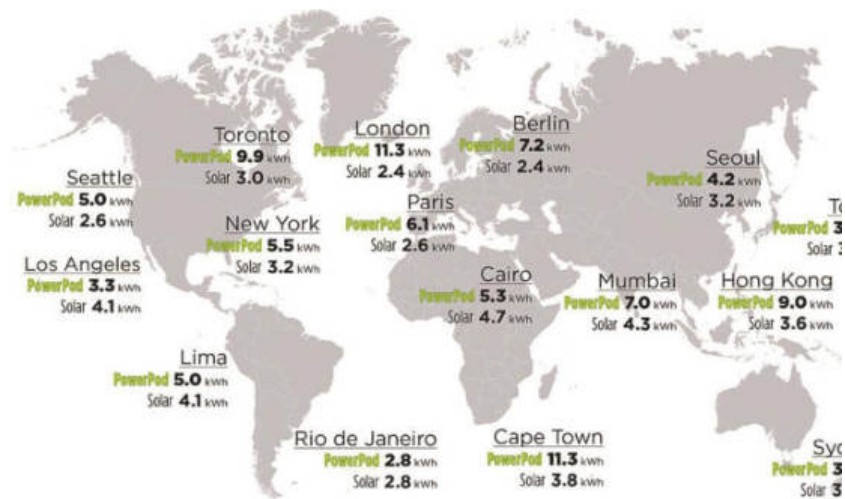 Toronto
PowerPod 9.9 kWh
Solar 3.0 kWh
London
PowerPod 11.3 kWh
Solar 2.4 kWh
Berlin
PowerPod 7.2 kWh
Solar 2.4 kWh
Seoul
PowerPod 4.2 kWh
Solar 3.2 kWh
Seattle
PowerPod 5.0 kWh
Solar 2.6 kWh
New York
PowerPod 5.5 kWh
Solar 3.2 kWh
Paris
PowerPod 6.1 kWh
Solar 2.6 kWh
Los Angeles
PowerPod 3.3 kWh
Solar 4.1 kWh
Cairo
PowerPod 5.3 kWh
Solar 4.7 kWh
Mumbai
PowerPod 7.0 kWh
Solar 4.3 kWh
Hong Kong
PowerPod 9.0 kWh
Solar 3.6 kWh
Lima
PowerPod 5.0 kWh
Solar 4.1 kWh
Rio de Janeiro
PowerPod 2.8 kWh
Solar 2.8 kWh
Cape Town
PowerPod 11.3 kWh
Solar 3.8 kWh
PowerPod 3
Solar 3